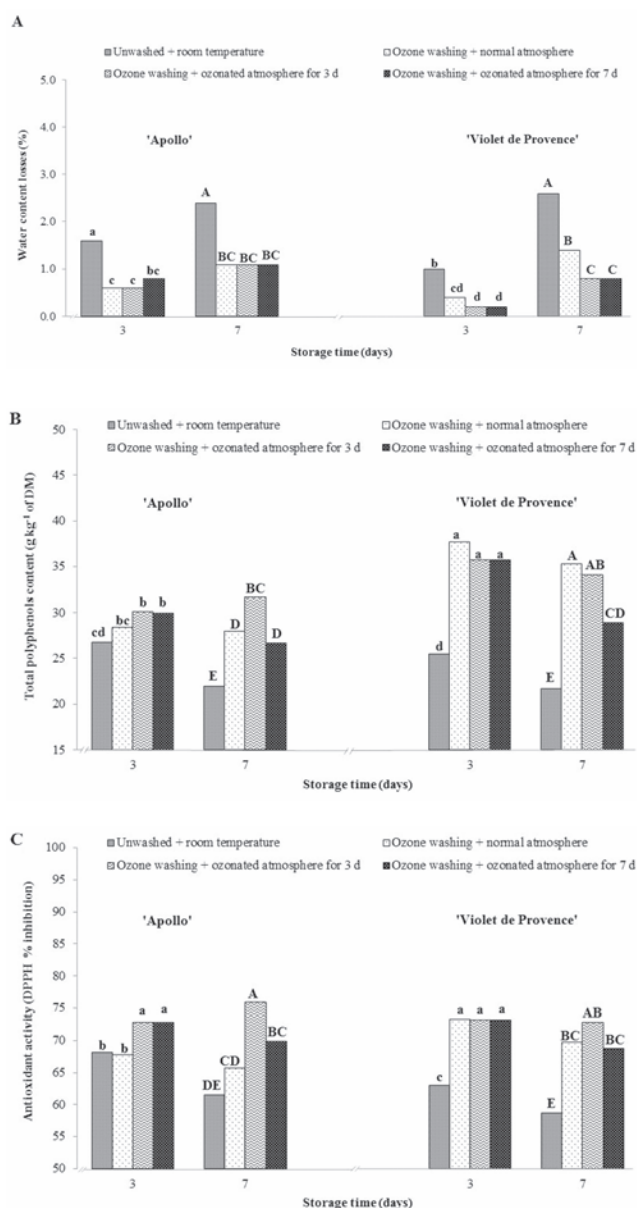 A
Unwashed + room temperature
Ozone washing + normal atmosphere
Ozone washing + ozonated atmosphere for 3 d
Ozone washing + ozonated atmosphere for 7 d
5.0
4.0
3.0
2.0
1.0
0.0
Water content losses (%)
'Apollo'
'Violet de Provence'
a
c
c
bc
A
BC
BC
BC
b
cd
d
d
A
B
C
C
3
7
3
7
Storage time (days)
B
Unwashed + room temperature
Ozone washing + normal atmosphere
Ozone washing + ozonated atmosphere for 3 d
Ozone washing + ozonated atmosphere for 7 d
50
45
40
35
30
25
20
15
Total polyphenols content (g kg⁻¹ of DM)
'Apollo'
'Violet de Provence'
cd
bc
b
b
E
D
BC
D
d
a
a
a
E
A
AB
CD
3
7
3
7
Storage time (days)
C
Unwashed + room temperature
Ozone washing + normal atmosphere
Ozone washing + ozonated atmosphere for 3 d
Ozone washing + ozonated atmosphere for 7 d
100
95
90
85
80
75
70
65
60
55
50
Antioxidant activity (DPPH % inhibition)
'Apollo'
'Violet de Provence'
b
b
a
a
DE
CD
A
BC
c
a
a
a
E
BC
AB
BC
3
7
3
7
Storage time (days)